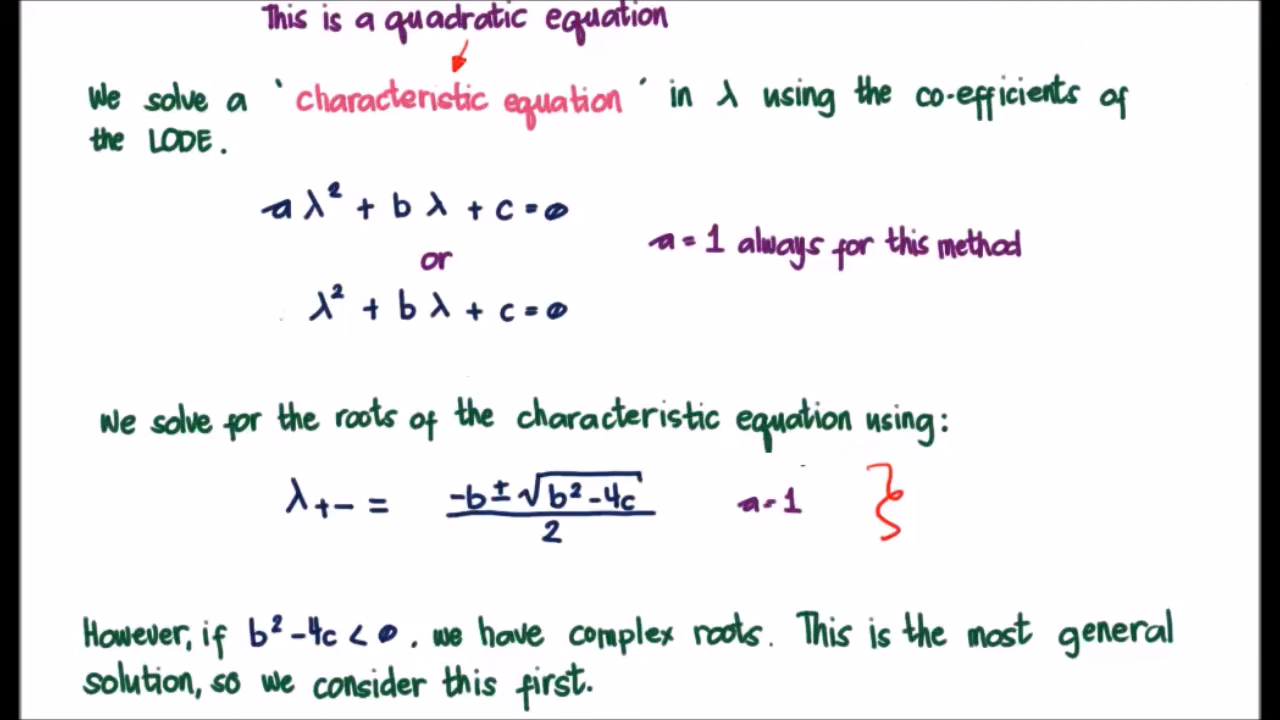 This is a quadratic equation
We solve a 'characteristic equation' in λ using the co-efficients of
the LODE.
aλ² + bλ + c = 0
a = 1 always for this method
or
λ² + bλ + c = 0
We solve for the roots of the characteristic equation using:
λ+- = (-b ± √(b² - 4c)) / 2 a = 1
However, if b² - 4c < 0, we have complex roots. This is the most general
solution, so we consider this first.